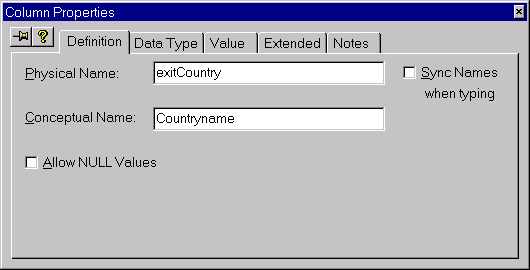 Column Properties
Definition Data Type Value Extended Notes
Physical Name: exitCountry Sync Names
when typing
Conceptual Name: Countryname
Allow NULL Values